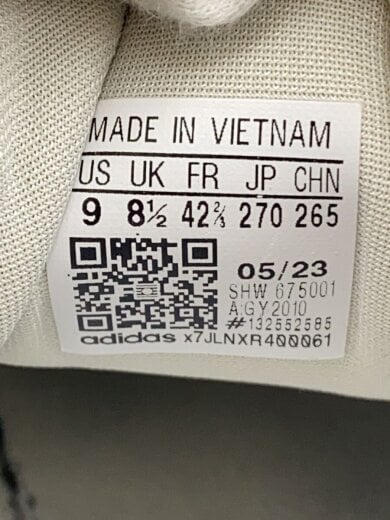 MADE IN VIETNAM
US UK FR JP CHN
9 8½ 42⅔ 270 265
05/23
SHW 675001
A:GY2010
#132552585
adidas x7JLNXR400061